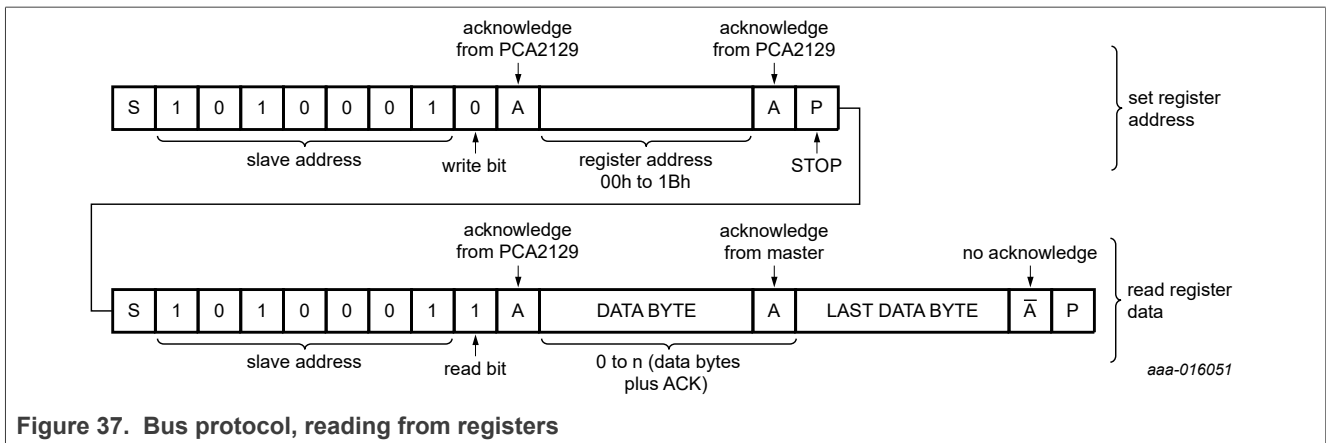 acknowledge
from PCA2129
acknowledge
from PCA2129
S 1 0 1 0 0 0 1 0 A A P
set register
address
slave address
write bit
register address
00h to 1Bh
STOP
acknowledge
from PCA2129
acknowledge
from master
no acknowledge
S 1 0 1 0 0 0 1 1 A DATA BYTE A LAST DATA BYTE A̅ P
read register
data
slave address
read bit
0 to n (data bytes
plus ACK)
aaa-016051
Figure 37. Bus protocol, reading from registers